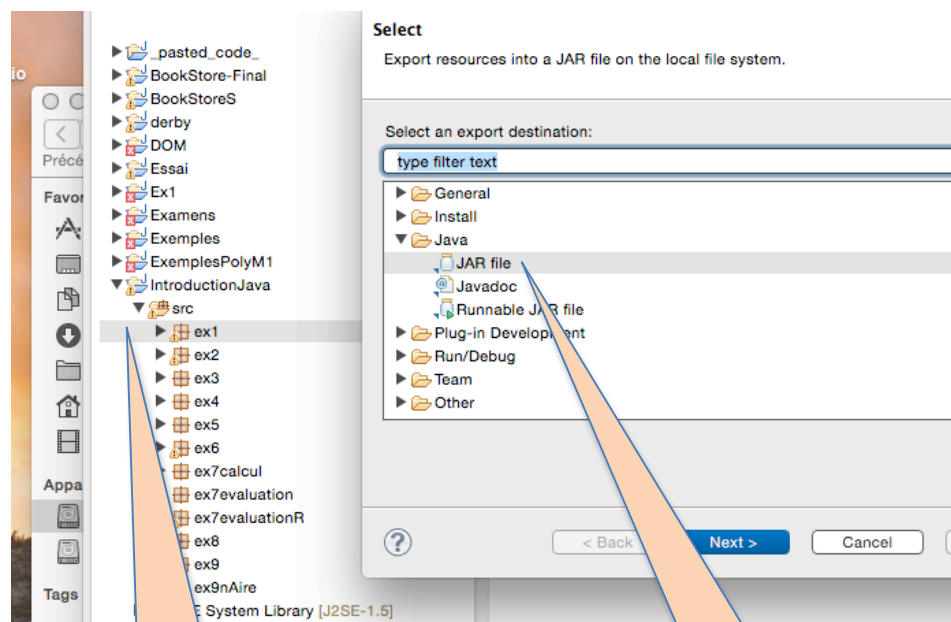 io
Précé
Favor
Appa
Tags
_pasted_code_
BookStore-Final
BookStoreS
derby
DOM
Essai
Ex1
Examens
Exemples
ExemplesPolyM1
IntroductionJava
src
ex1
ex2
ex3
ex4
ex5
ex6
ex7calcul
ex7evaluation
ex7evaluationR
ex8
ex9
ex9nAire
E System Library [J2SE-1.5]
Select
Export resources into a JAR file on the local file system.
Select an export destination:
type filter text
General
Install
Java
JAR file
Javadoc
Runnable JAR file
Plug-in Development
Run/Debug
Team
Other
?
< Back
Next >
Cancel